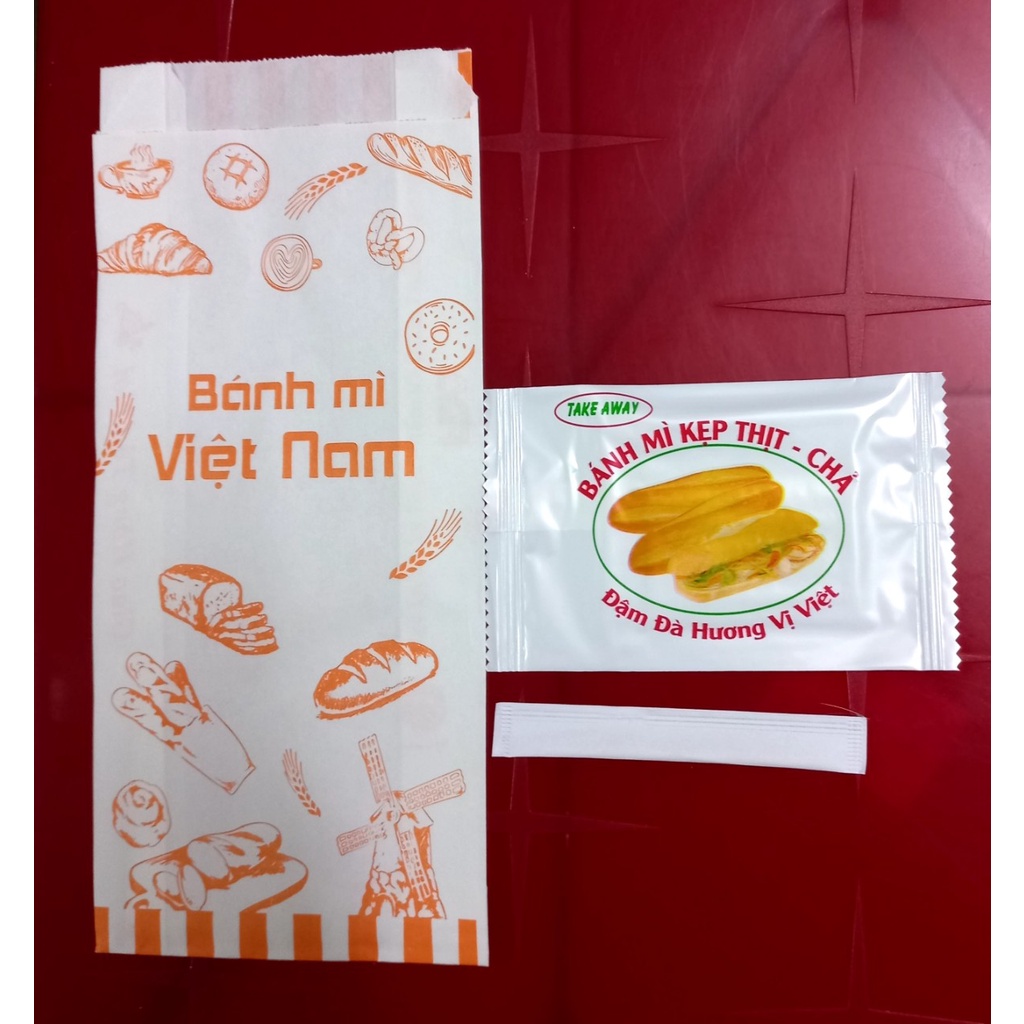 Bánh mì
Việt Nam
TAKE AWAY
BÁNH MÌ KẸP THỊT - CHẢ
Đậm Đà Hương Vị Việt